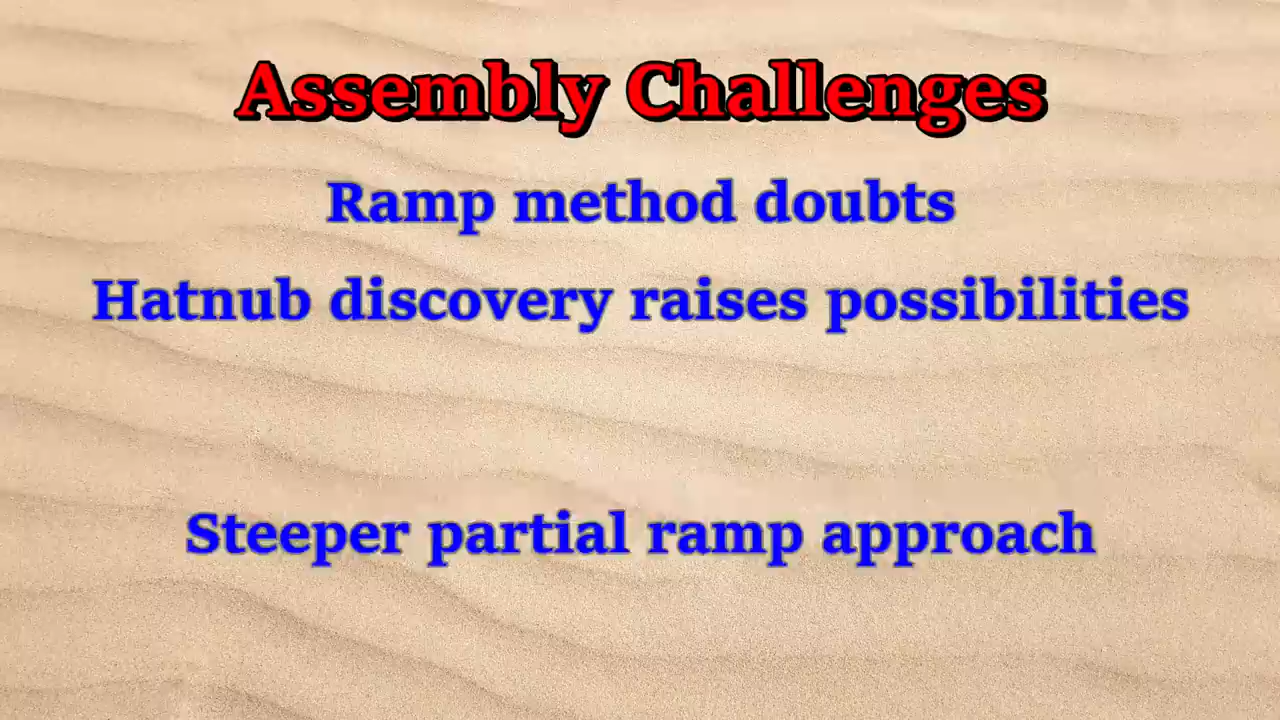 Assembly Challenges
Ramp method doubts
Hatnub discovery raises possibilities
Steeper partial ramp approach